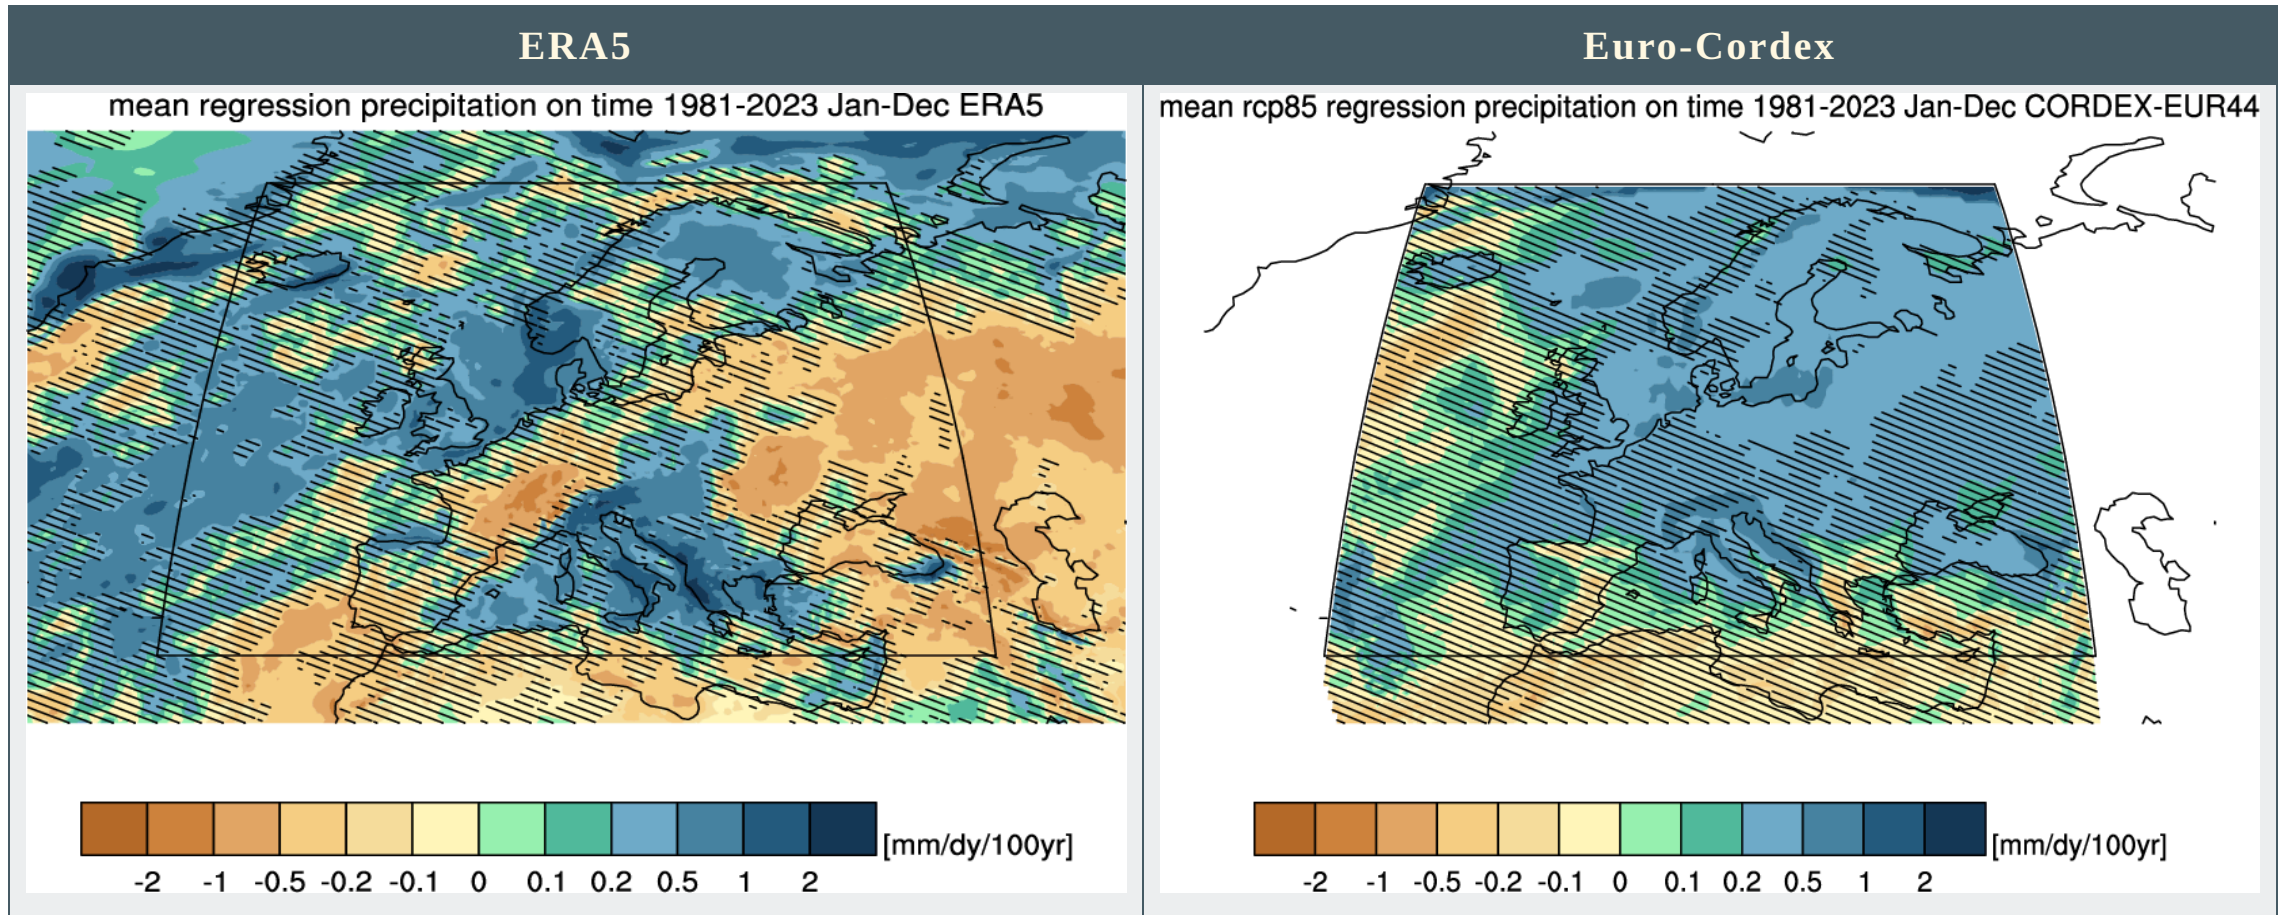 ERA5
Euro-Cordex
mean regression precipitation on time 1981-2023 Jan-Dec ERA5
mean rcp85 regression precipitation on time 1981-2023 Jan-Dec CORDEX-EUR44
[mm/dy/100yr]
-2 -1 -0.5 -0.2 -0.1 0 0.1 0.2 0.5 1 2
[mm/dy/100yr]
-2 -1 -0.5 -0.2 -0.1 0 0.1 0.2 0.5 1 2